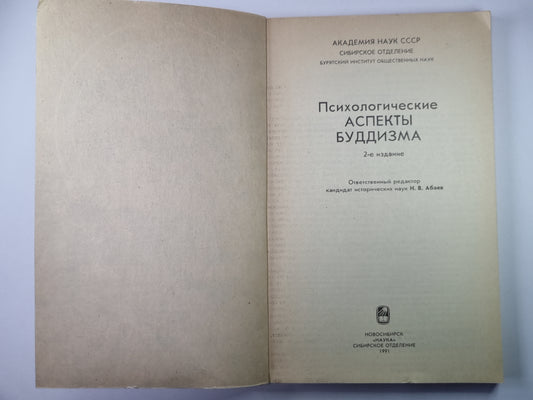 АКАДЕМИЯ НАУК СССР
СИБИРСКОЕ ОТДЕЛЕНИЕ
БУРЯТСКИЙ ИНСТИТУТ ОБЩЕСТВЕННЫХ НАУК
Психологические
АСПЕКТЫ
БУДДИЗМА
2-е издание
Ответственный редактор
кандидат исторических наук Н. В. Абаев
НОВОСИБИРСК
«НАУКА»
СИБИРСКОЕ ОТДЕЛЕНИЕ
1991